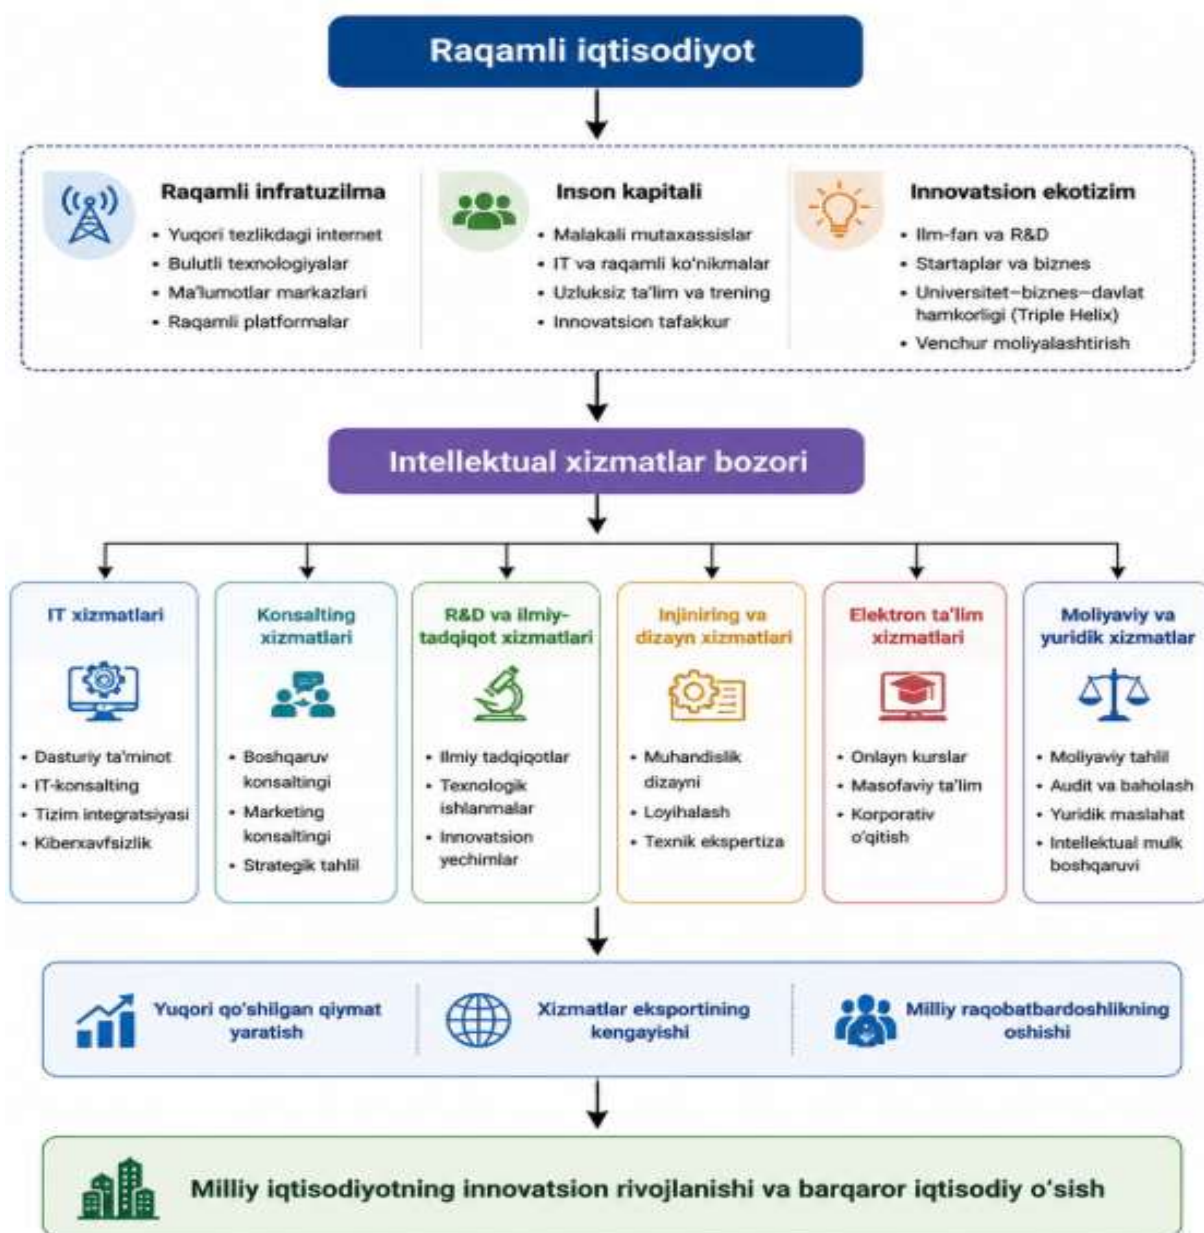 Raqamli iqtisodiyot
Raqamli infratuzilma
• Yuqori tezlikdagi internet
• Bulutli texnologiyalar
• Ma'lumotlar markazlari
• Raqamli platformalar
Inson kapitali
• Malakali mutaxassislar
• IT va raqamli ko'nikmalar
• Uzluksiz ta'lim va trening
• Innovatsion tafakkur
Innovatsion ekotizim
• Ilm-fan va R&D
• Startaplar va biznes
• Universitet–biznes–davlat
hamkorligi (Triple Helix)
• Venchur moliyalashtirish
Intellektual xizmatlar bozori
IT xizmatlari
• Dasturiy ta'minot
• IT-konsalting
• Tizim integratsiyasi
• Kiberxavfsizlik
Konsalting
xizmatlari
• Boshqaruv
konsaltingi
• Marketing
konsaltingi
• Strategik tahlil
R&D va ilmiy-
tadqiqot xizmatlari
• Ilmiy tadqiqotlar
• Texnologik
ishlanmalar
• Innovatsion
yechimlar
Injiniring va
dizayn xizmatlari
• Muhandislik
dizayni
• Loyihalash
• Texnik ekspertiza
Elektron ta'lim
xizmatlari
• Onlayn kurslar
• Masofaviy ta'lim
• Korporativ
o'qitish
Moliyaviy va
yuridik xizmatlar
• Moliyaviy tahlil
• Audit va baholash
• Yuridik maslahat
• Intellektual mulk
boshqaruvi
Yuqori qo'shilgan qiymat
yaratish
Xizmatlar eksportining
kengayishi
Milliy raqobatbardoshlikning
oshishi
Milliy iqtisodiyotning innovatsion rivojlanishi va barqaror iqtisodiy o'sish